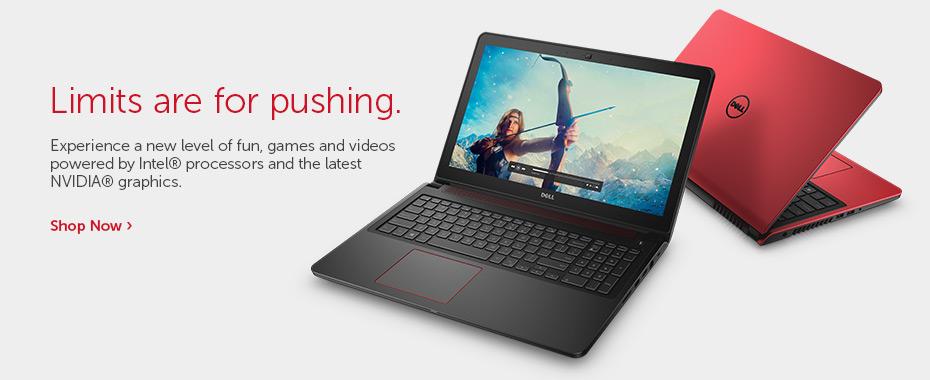 Limits are for pushing.
Experience a new level of fun, games and videos
powered by Intel® processors and the latest
NVIDIA® graphics.
Shop Now ›
DELL
DELL